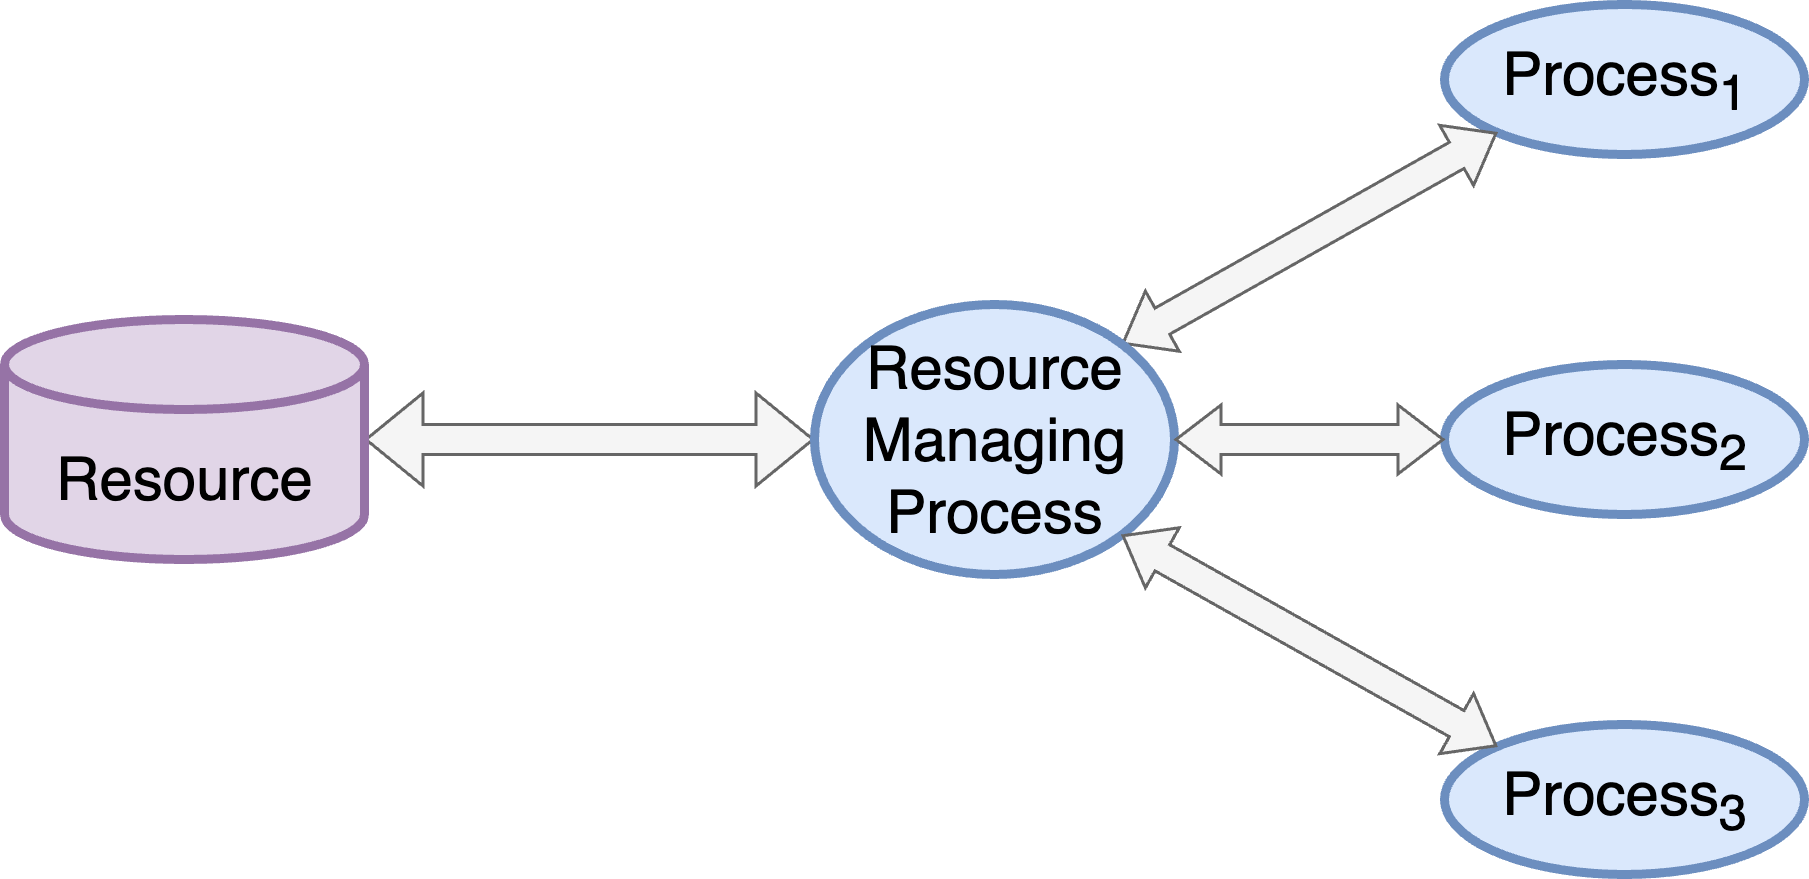 Process₁
Resource
Managing
Process
Resource
Process₂
Process₃